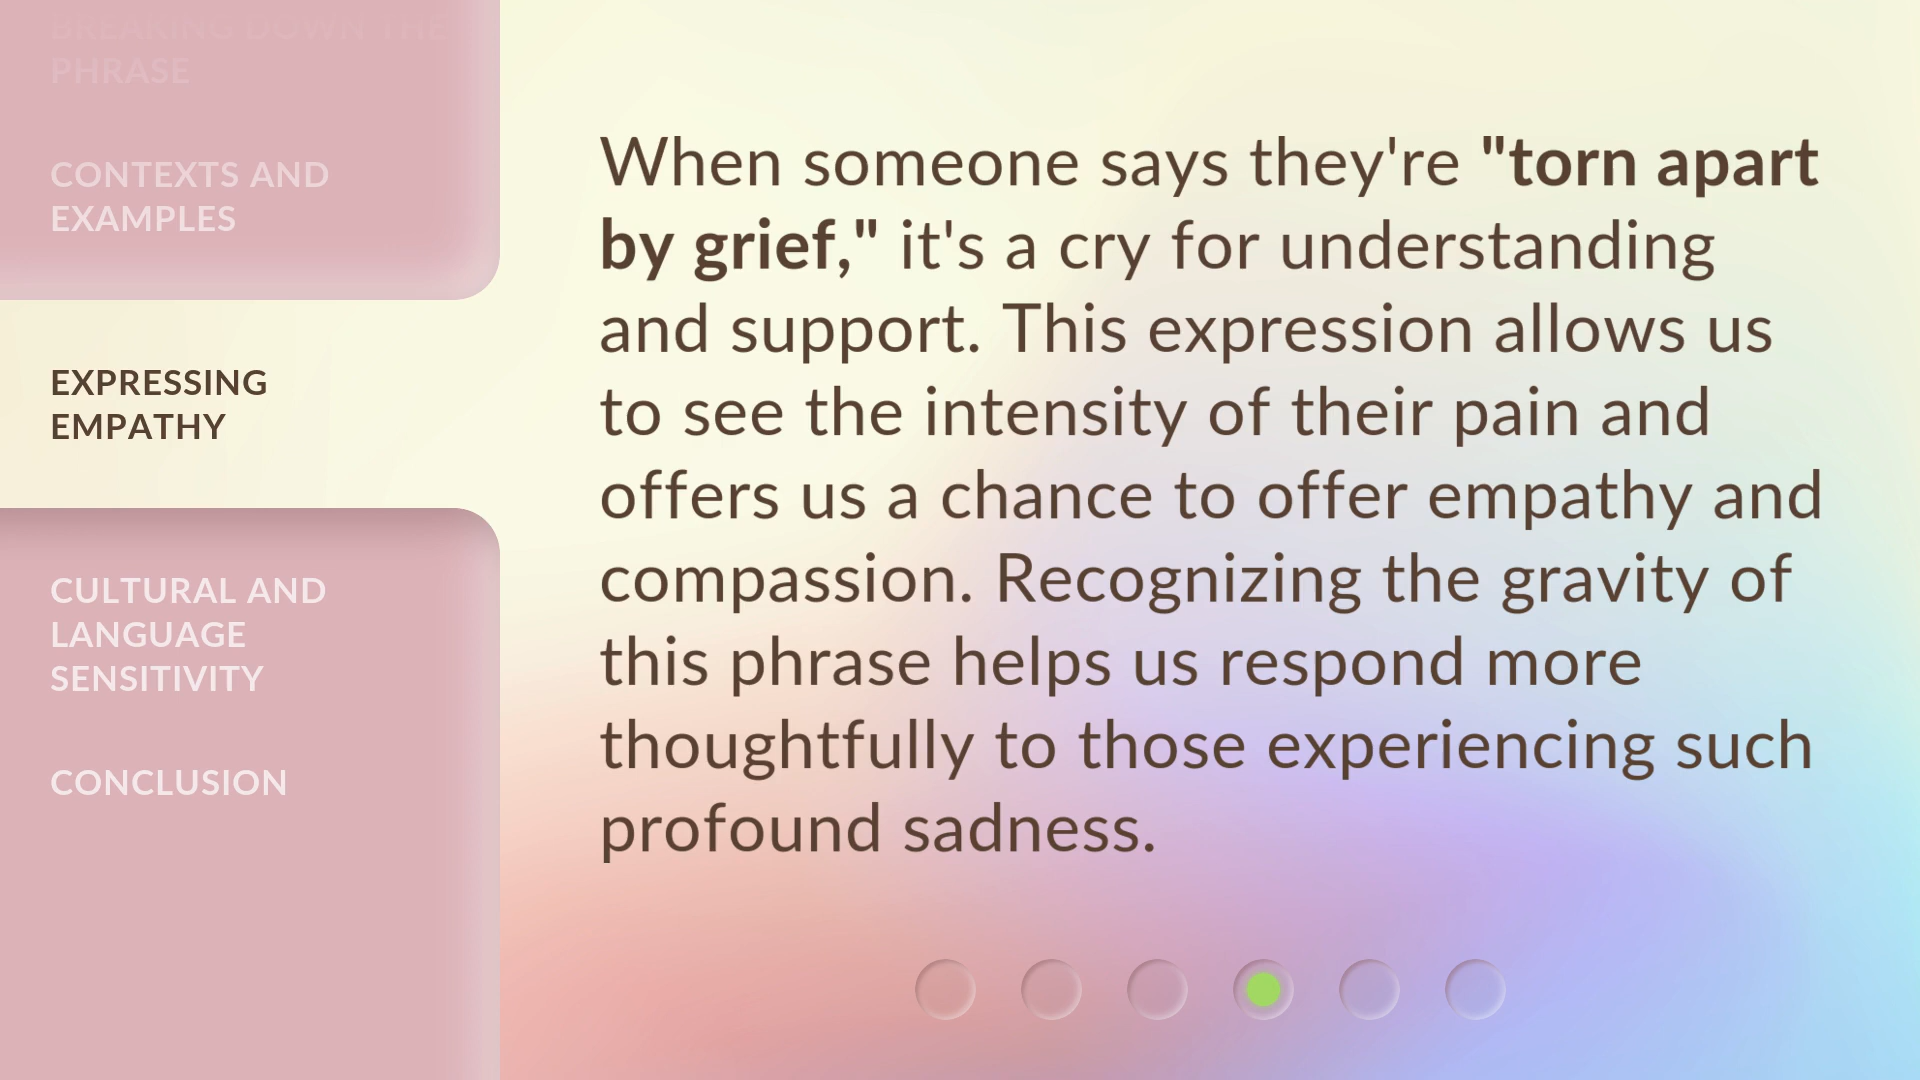 BREAKING DOWN THE
PHRASE
CONTEXTS AND
EXAMPLES
EXPRESSING
EMPATHY
CULTURAL AND
LANGUAGE
SENSITIVITY
CONCLUSION
When someone says they're "torn apart
by grief," it's a cry for understanding
and support. This expression allows us
to see the intensity of their pain and
offers us a chance to offer empathy and
compassion. Recognizing the gravity of
this phrase helps us respond more
thoughtfully to those experiencing such
profound sadness.